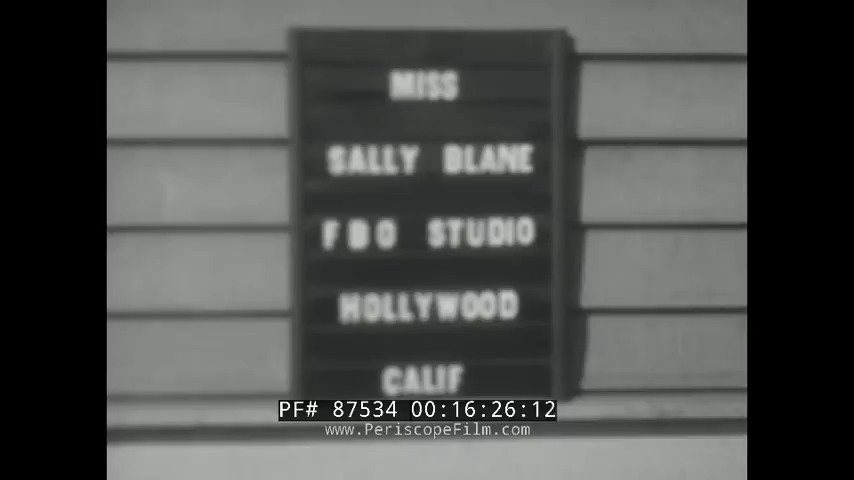 MISS
SALLY BLANE
FBO STUDIO
HOLLYWOOD
CALIF
PF# 87534 00:16:26:12
www.PeriscopeFilm.com